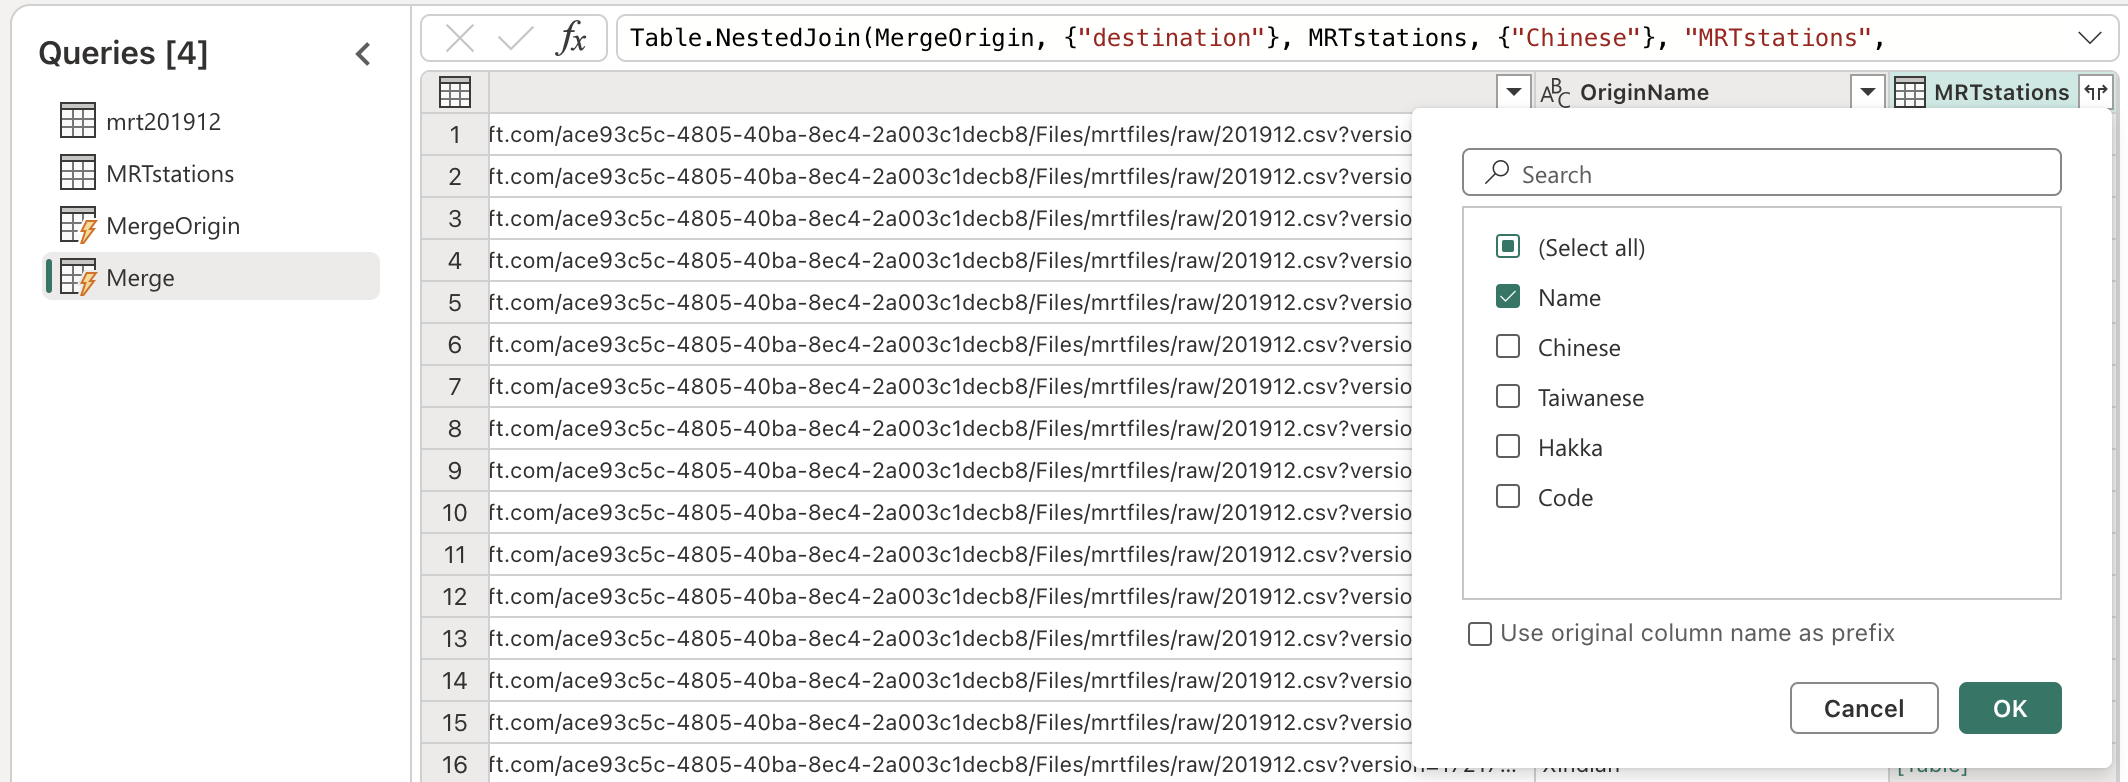 Queries [4]
mrt201912
MRTstations
MergeOrigin
Merge
fx
Table.NestedJoin(MergeOrigin, {"destination"}, MRTstations, {"Chinese"}, "MRTstations",
ABC OriginName
MRTstations
1 ft.com/ace93c5c-4805-40ba-8ec4-2a003c1decb8/Files/mrtfiles/raw/201912.csv?versio
2 ft.com/ace93c5c-4805-40ba-8ec4-2a003c1decb8/Files/mrtfiles/raw/201912.csv?versio
3 ft.com/ace93c5c-4805-40ba-8ec4-2a003c1decb8/Files/mrtfiles/raw/201912.csv?versio
4 ft.com/ace93c5c-4805-40ba-8ec4-2a003c1decb8/Files/mrtfiles/raw/201912.csv?versio
5 ft.com/ace93c5c-4805-40ba-8ec4-2a003c1decb8/Files/mrtfiles/raw/201912.csv?versio
6 ft.com/ace93c5c-4805-40ba-8ec4-2a003c1decb8/Files/mrtfiles/raw/201912.csv?versio
7 ft.com/ace93c5c-4805-40ba-8ec4-2a003c1decb8/Files/mrtfiles/raw/201912.csv?versio
8 ft.com/ace93c5c-4805-40ba-8ec4-2a003c1decb8/Files/mrtfiles/raw/201912.csv?versio
9 ft.com/ace93c5c-4805-40ba-8ec4-2a003c1decb8/Files/mrtfiles/raw/201912.csv?versio
10 ft.com/ace93c5c-4805-40ba-8ec4-2a003c1decb8/Files/mrtfiles/raw/201912.csv?versio
11 ft.com/ace93c5c-4805-40ba-8ec4-2a003c1decb8/Files/mrtfiles/raw/201912.csv?versio
12 ft.com/ace93c5c-4805-40ba-8ec4-2a003c1decb8/Files/mrtfiles/raw/201912.csv?versio
13 ft.com/ace93c5c-4805-40ba-8ec4-2a003c1decb8/Files/mrtfiles/raw/201912.csv?versio
14 ft.com/ace93c5c-4805-40ba-8ec4-2a003c1decb8/Files/mrtfiles/raw/201912.csv?versio
15 ft.com/ace93c5c-4805-40ba-8ec4-2a003c1decb8/Files/mrtfiles/raw/201912.csv?versio
16 ft.com/ace93c5c-4805-40ba-8ec4-2a003c1decb8/Files/mrtfiles/raw/201912.csv?versio
Search
(Select all)
Name
Chinese
Taiwanese
Hakka
Code
Use original column name as prefix
Cancel
OK